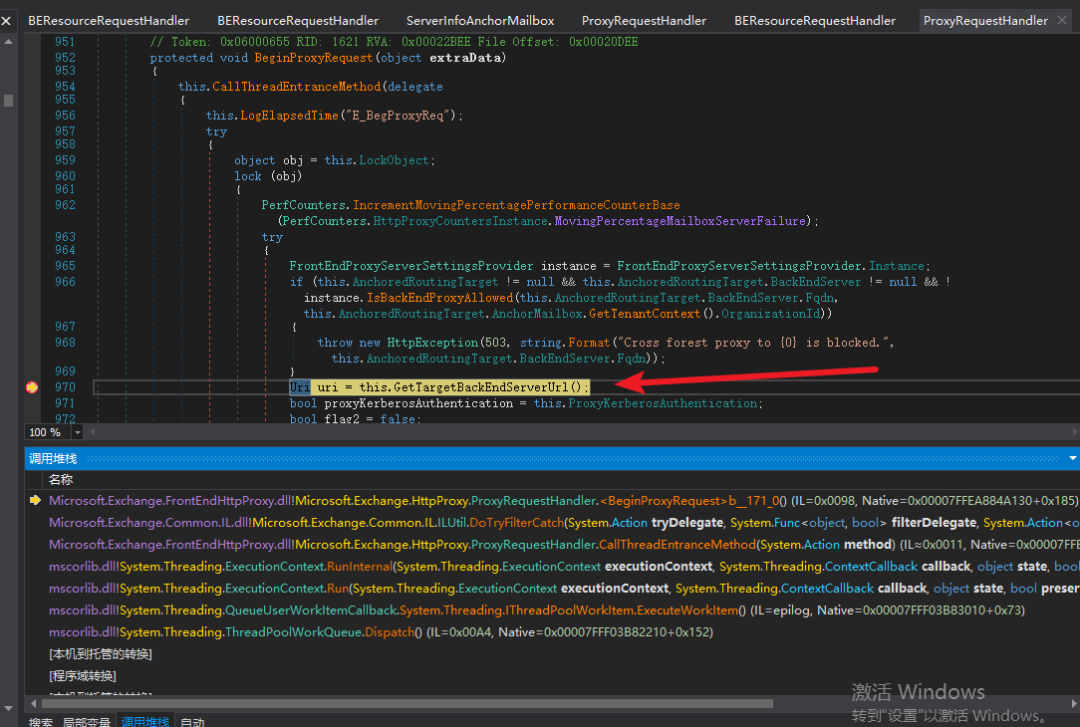 BEResourceRequestHandler BEResourceRequestHandler ServerInfoAnchorMailbox ProxyRequestHandler BEResourceRequestHandler ProxyRequestHandler
951 // Token: 0x06000655 RID: 1621 RVA: 0x00022BEE File Offset: 0x00020DEE
952 protected void BeginProxyRequest(object extraData)
953 {
954 this.CallThreadEntranceMethod(delegate
955 {
956 this.LogElapsedTime("E_BegProxyReq");
957 try
958 {
959 object obj = this.LockObject;
960 lock (obj)
961 {
962 PerfCounters.IncrementMovingPercentagePerformanceCounterBase
(PerfCounters.HttpProxyCountersInstance.MovingPercentageMailboxServerFailure);
963 try
964 {
965 FrontEndProxyServerSettingsProvider instance = FrontEndProxyServerSettingsProvider.Instance;
966 if (this.AnchoredRoutingTarget != null && this.AnchoredRoutingTarget.BackEndServer != null && !
instance.IsBackEndProxyAllowed(this.AnchoredRoutingTarget.BackEndServer.Fqdn,
this.AnchoredRoutingTarget.AnchorMailbox.GetTenantContext().OrganizationId))
967 {
968 throw new HttpException(503, string.Format("Cross forest proxy to {0} is blocked.",
this.AnchoredRoutingTarget.BackEndServer.Fqdn));
969 }
970 Uri uri = this.GetTargetBackEndServerUrl();
971 bool proxyKerberosAuthentication = this.ProxyKerberosAuthentication;
972 bool flag2 = false;
100 %
调用堆栈
名称
Microsoft.Exchange.FrontEndHttpProxy.dll!Microsoft.Exchange.HttpProxy.ProxyRequestHandler.<BeginProxyRequest>b__171_0() (IL=0x0098, Native=0x00007FFEA884A130+0x185)
Microsoft.Exchange.Common.IL.dll!Microsoft.Exchange.Common.IL.ILUtil.DoTryFilterCatch(System.Action tryDelegate, System.Func<object, bool> filterDelegate, System.Action<o
Microsoft.Exchange.FrontEndHttpProxy.dll!Microsoft.Exchange.HttpProxy.ProxyRequestHandler.CallThreadEntranceMethod(System.Action method) (IL≈0x0011, Native=0x00007FFE
mscorlib.dll!System.Threading.ExecutionContext.RunInternal(System.Threading.ExecutionContext executionContext, System.Threading.ContextCallback callback, object state, bool
mscorlib.dll!System.Threading.ExecutionContext.Run(System.Threading.ExecutionContext executionContext, System.Threading.ContextCallback callback, object state, bool preser
mscorlib.dll!System.Threading.QueueUserWorkItemCallback.System.Threading.IThreadPoolWorkItem.ExecuteWorkItem() (IL=epilog, Native=0x00007FFF03B83010+0x73)
mscorlib.dll!System.Threading.ThreadPoolWorkQueue.Dispatch() (IL=0x00A4, Native=0x00007FFF03B82210+0x152)
[本机到托管的转换]
[程序域转换]
[本机到托管的转换]
激活 Windows
转到"设置"以激活 Windows。
搜索 局部变量 调用堆栈 自动